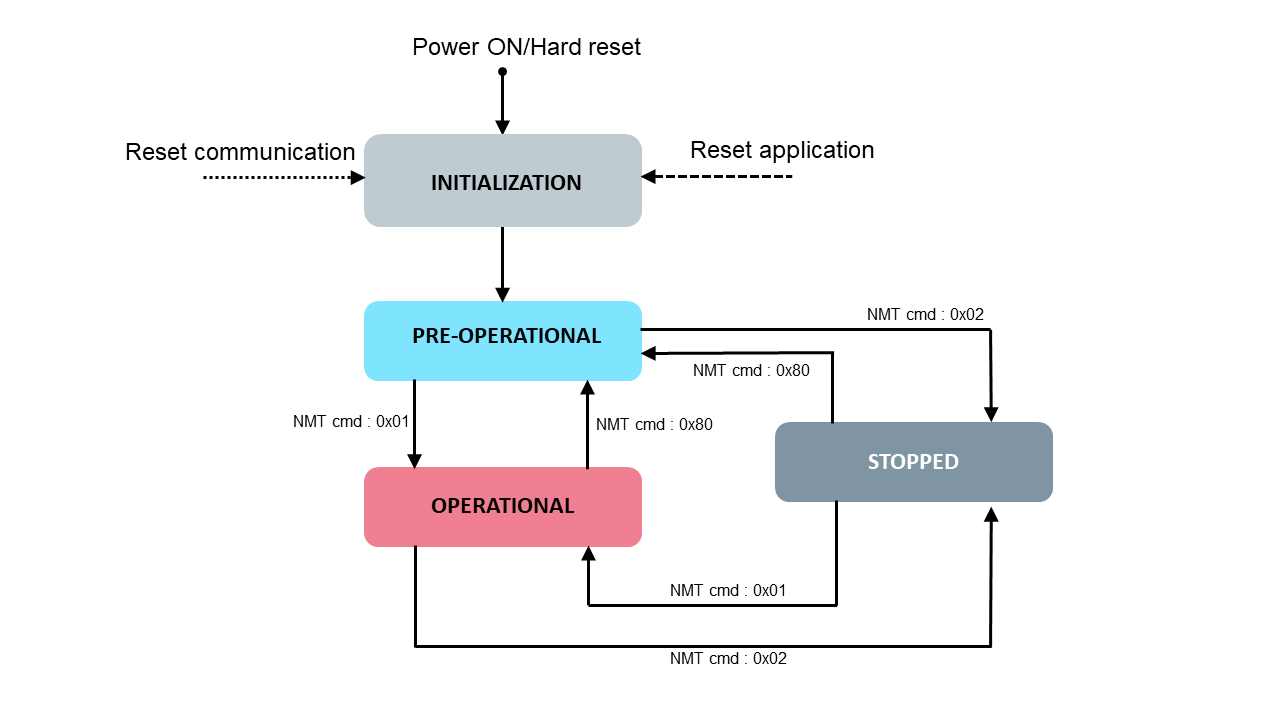 Power ON/Hard reset
Reset communication
Reset application
INITIALIZATION
NMT cmd : 0x02
PRE-OPERATIONAL
NMT cmd : 0x80
NMT cmd : 0x01
NMT cmd : 0x80
STOPPED
OPERATIONAL
NMT cmd : 0x01
NMT cmd : 0x02